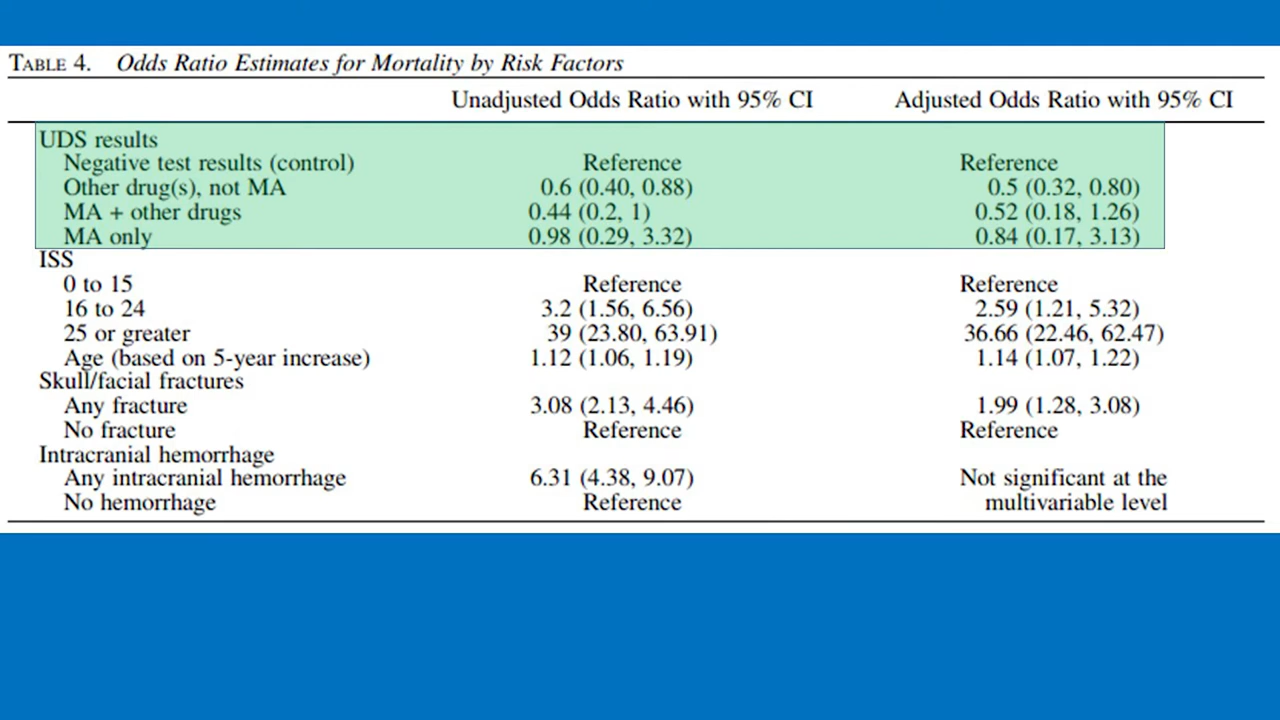 TABLE 4. Odds Ratio Estimates for Mortality by Risk Factors
Unadjusted Odds Ratio with 95% CI Adjusted Odds Ratio with 95% CI
UDS results
Negative test results (control) Reference Reference
Other drug(s), not MA 0.6 (0.40, 0.88) 0.5 (0.32, 0.80)
MA + other drugs 0.44 (0.2, 1) 0.52 (0.18, 1.26)
MA only 0.98 (0.29, 3.32) 0.84 (0.17, 3.13)
ISS
0 to 15 Reference Reference
16 to 24 3.2 (1.56, 6.56) 2.59 (1.21, 5.32)
25 or greater 39 (23.80, 63.91) 36.66 (22.46, 62.47)
Age (based on 5-year increase) 1.12 (1.06, 1.19) 1.14 (1.07, 1.22)
Skull/facial fractures
Any fracture 3.08 (2.13, 4.46) 1.99 (1.28, 3.08)
No fracture Reference Reference
Intracranial hemorrhage
Any intracranial hemorrhage 6.31 (4.38, 9.07) Not significant at the
No hemorrhage Reference multivariable level